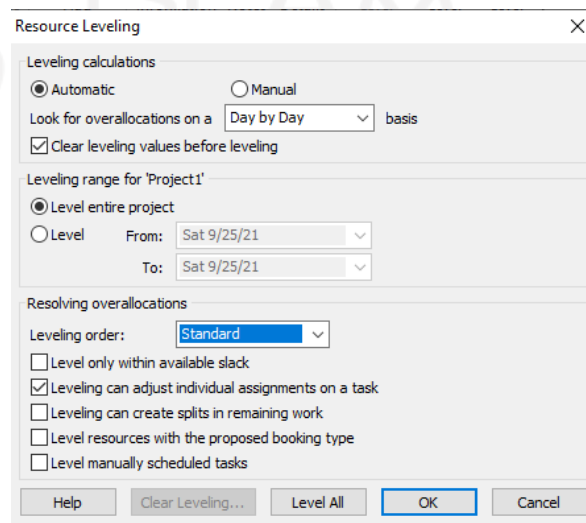 Resource Leveling
Leveling calculations
Automatic Manual
Look for overallocations on a Day by Day basis
Clear leveling values before leveling
Leveling range for 'Project1'
Level entire project
Level From: Sat 9/25/21
To: Sat 9/25/21
Resolving overallocations
Leveling order: Standard
Level only within available slack
Leveling can adjust individual assignments on a task
Leveling can create splits in remaining work
Level resources with the proposed booking type
Level manually scheduled tasks
Help Clear Leveling... Level All OK Cancel